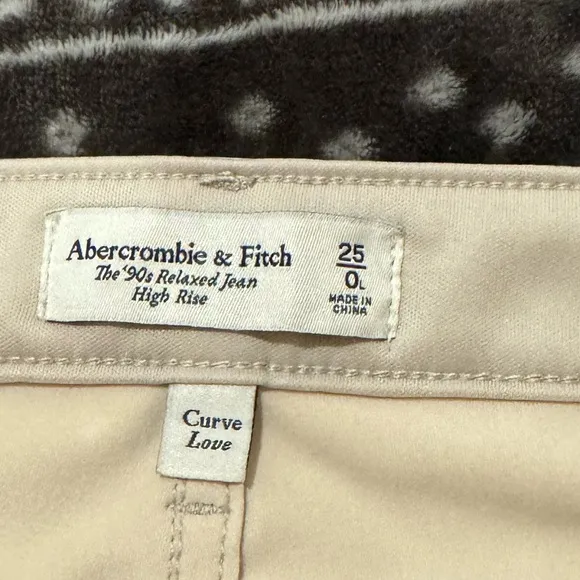 Abercrombie & Fitch
The '90s Relaxed Jean
High Rise
25
0L
MADE IN
CHINA
Curve
Love